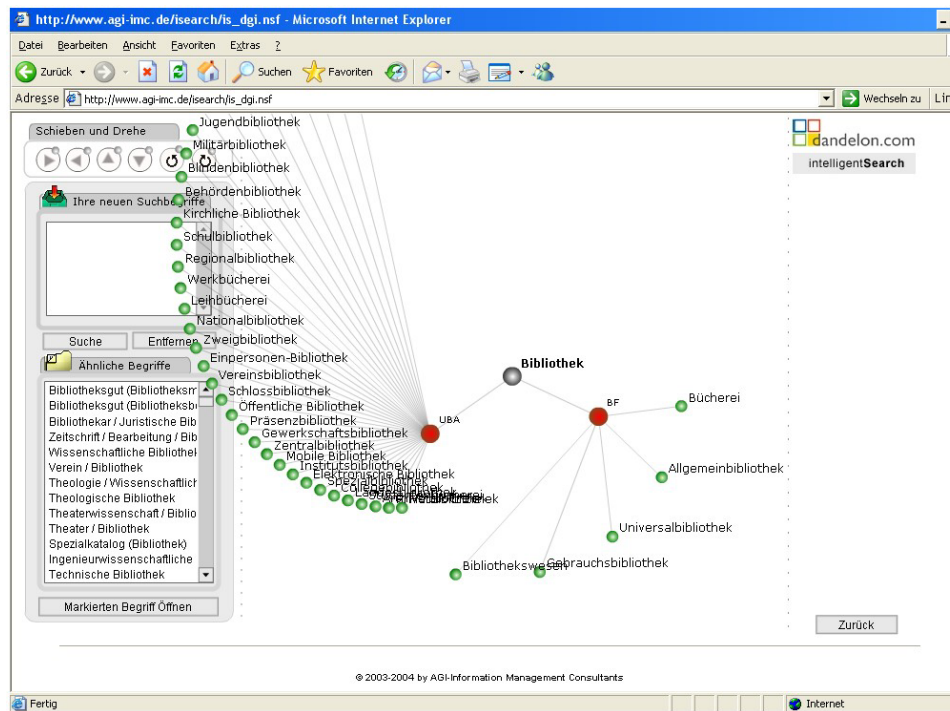 http://www.agi-imc.de/isearch/is_dgi.nsf - Microsoft Internet Explorer
Datei Bearbeiten Ansicht Favoriten Extras ?
Zurück Suchen Favoriten
Adresse http://www.agi-imc.de/isearch/is_dgi.nsf Wechseln zu
Schieben und Drehe
Ihre neuen Suchbegriffe
Suche Entfernen
Ähnliche Begriffe
Bibliotheksgut (Bibliotheksm
Bibliotheksgut (Bibliotheksb
Bibliothekar / Juristische Bib
Zeitschrift / Bearbeitung / Bib
Wissenschaftliche Bibliothek
Verein / Bibliothek
Theologie / Wissenschaftlich
Theologische Bibliothek
Theaterwissenschaft / Biblio
Theater / Bibliothek
Spezialkatalog (Bibliothek)
Ingenieurwissenschaftliche
Technische Bibliothek
Markierten Begriff Öffnen
Jugendbibliothek
Militärbibliothek
Blindenbibliothek
Behördenbibliothek
Kirchliche Bibliothek
Schulbibliothek
Regionalbibliothek
Werkbücherei
Leihbücherei
Nationalbibliothek
Zweigbibliothek
Einpersonen-Bibliothek
Vereinsbibliothek
Schlossbibliothek
Öffentliche Bibliothek
Präsenzbibliothek
Gewerkschaftsbibliothek
Zentralbibliothek
Mobile Bibliothek
Institutsbibliothek
Elektronische Bibliothek
Spezialbibliothek
Collegebibliothek
UBA
Bibliothek
BF
Bücherei
Allgemeinbibliothek
Universalbibliothek
Gebrauchsbibliothek
Bibliothekswesen
dandelon.com
intelligentSearch
Zurück
© 2003-2004 by AGI-Information Management Consultants
Fertig Internet